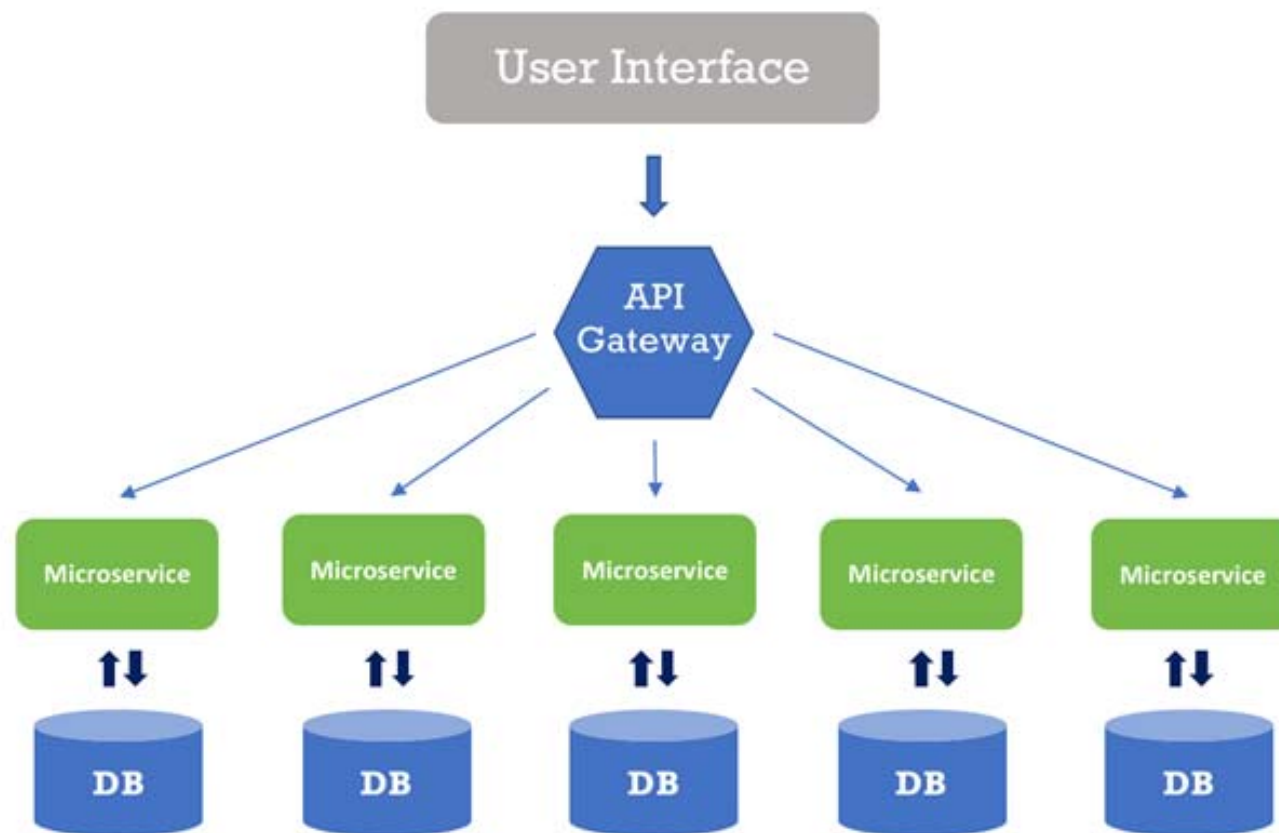 User Interface
API
Gateway
Microservice
Microservice
Microservice
Microservice
Microservice
DB
DB
DB
DB
DB